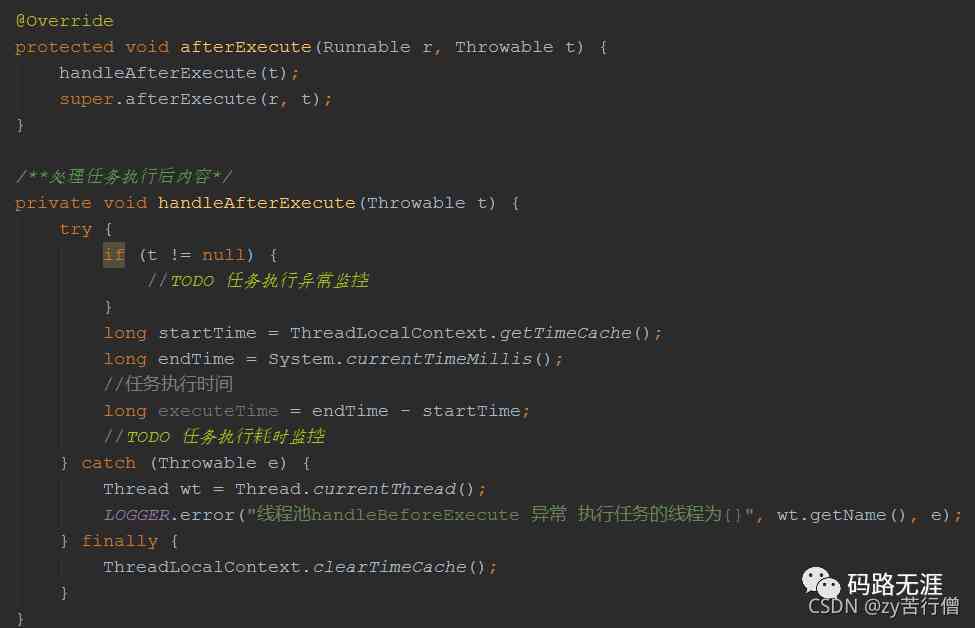 @Override
protected void afterExecute(Runnable r, Throwable t) {
    handleAfterExecute(t);
    super.afterExecute(r, t);
}

/**处理任务执行后内容*/
private void handleAfterExecute(Throwable t) {
    try {
        if (t != null) {
            //TODO 任务执行异常监控
        }
        long startTime = ThreadLocalContext.getTimeCache();
        long endTime = System.currentTimeMillis();
        //任务执行时间
        long executeTime = endTime - startTime;
        //TODO 任务执行耗时监控
    } catch (Throwable e) {
        Thread wt = Thread.currentThread();
        LOGGER.error("线程池handleBeforeExecute 异常 执行任务的线程为{}", wt.getName(), e);
    } finally {
        ThreadLocalContext.clearTimeCache();
    }
}
码路无涯
CSDN @zy苦行僧